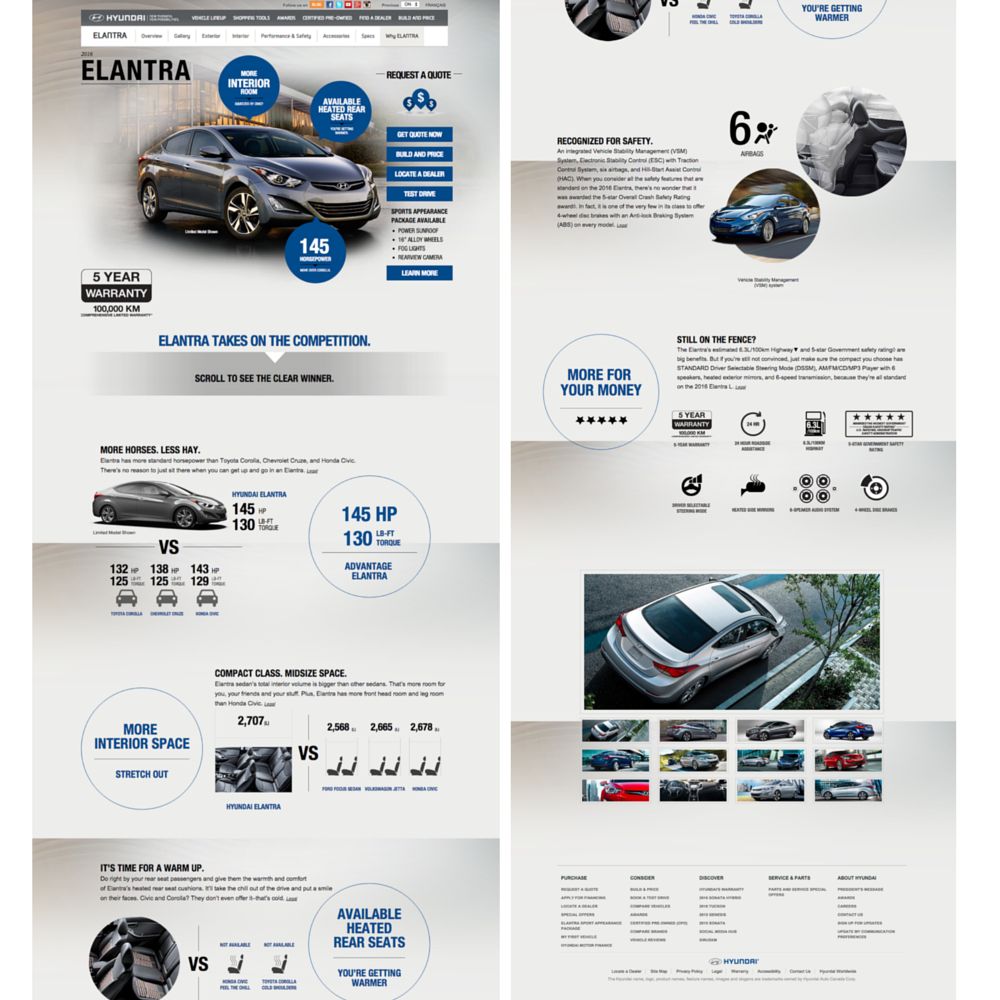 Follow us on BLOG
Province ON FRANÇAIS
HYUNDAI NEW THINKING. NEW POSSIBILITIES. VEHICLE LINEUP SHOPPING TOOLS AWARDS CERTIFIED PRE-OWNED FIND A DEALER BUILD AND PRICE
ELANTRA Overview Gallery Exterior Interior Performance & Safety Accessories Specs Why ELANTRA
2016
ELANTRA
MORE
INTERIOR
ROOM
AVAILABLE
HEATED REAR
SEATS
YOU'RE GETTING
WARMER
REQUEST A QUOTE
GET QUOTE NOW
BUILD AND PRICE
LOCATE A DEALER
TEST DRIVE
SPORTS APPEARANCE
PACKAGE AVAILABLE
• POWER SUNROOF
• 16" ALLOY WHEELS
• FOG LIGHTS
• REARVIEW CAMERA
LEARN MORE
Limited Model Shown
145
HORSEPOWER
MOVE OVER COROLLA
5 YEAR
WARRANTY
100,000 KM
COMPREHENSIVE LIMITED WARRANTY
ELANTRA TAKES ON THE COMPETITION.
SCROLL TO SEE THE CLEAR WINNER.
MORE HORSES. LESS HAY.
Elantra has more standard horsepower than Toyota Corolla, Chevrolet Cruze, and Honda Civic.
There's no reason to just sit there when you can get up and go in an Elantra. Legal
HYUNDAI ELANTRA
145 HP
130 LB-FT TORQUE
Limited Model Shown
VS
132 HP 138 HP 143 HP
125 LB-FT TORQUE 125 LB-FT TORQUE 129 LB-FT TORQUE
TOYOTA COROLLA CHEVROLET CRUZE HONDA CIVIC
145 HP
130 LB-FT TORQUE
ADVANTAGE
ELANTRA
COMPACT CLASS. MIDSIZE SPACE.
Elantra sedan's total interior volume is bigger than other sedans. That's more room for
you, your friends and your stuff. Plus, Elantra has more front head room and leg room
than Honda Civic. Legal
MORE
INTERIOR SPACE
STRETCH OUT
2,707 (L)
HYUNDAI ELANTRA
VS
2,568 (L) 2,665 (L) 2,678 (L)
FORD FOCUS SEDAN VOLKSWAGON JETTA HONDA CIVIC
IT'S TIME FOR A WARM UP.
Do right by your rear seat passengers and give them the warmth and comfort
of Elantra's heated rear seat cushions. It'll take the chill out of the drive and put a smile
on their faces. Civic and Corolla? They don't even offer it–that's cold. Legal
VS
NOT AVAILABLE NOT AVAILABLE
HONDA CIVIC TOYOTA COROLLA
FEEL THE CHILL COLD SHOULDERS
AVAILABLE
HEATED
REAR SEATS
YOU'RE GETTING
WARMER
VS
HONDA CIVIC TOYOTA COROLLA
FEEL THE CHILL COLD SHOULDERS
YOU'RE GETTING
WARMER
RECOGNIZED FOR SAFETY.
An integrated Vehicle Stability Management (VSM)
System, Electronic Stability Control (ESC) with Traction
Control System, six airbags, and Hill-Start Assist Control
(HAC). When you consider all the safety features that are
standard on the 2016 Elantra, there's no wonder that it
was awarded the 5-star Overall Crash Safety Rating
award◊. In fact, it is one of the very few in its class to offer
4-wheel disc brakes with an Anti-lock Braking System
(ABS) on every model. Legal
6
AIRBAGS
Vehicle Stability Management
(VSM) system
MORE FOR
YOUR MONEY
STILL ON THE FENCE?
The Elantra's estimated 6.3L/100km Highway▼ and 5-star Government safety rating◊ are
big benefits. But if you're still not convinced, just make sure the compact you choose has
STANDARD Driver Selectable Steering Mode (DSSM), AM/FM/CD/MP3 Player with 6
speakers, heated exterior mirrors, and 6-speed transmission, because they're all standard
on the 2016 Elantra L. Legal
5 YEAR
WARRANTY
100,000 KM
24 HR
6.3L
/100km
5-YEAR WARRANTY
24 HOUR ROADSIDE
ASSISTANCE
6.3L/100KM
HIGHWAY
5-STAR GOVERNMENT SAFETY
RATING
DRIVER SELECTABLE
STEERING MODE
HEATED SIDE MIRRORS
6-SPEAKER AUDIO SYSTEM
4-WHEEL DISC BRAKES
PURCHASE
REQUEST A QUOTE
APPLY FOR FINANCING
LOCATE A DEALER
SPECIAL OFFERS
ELANTRA SPORT APPEARANCE
PACKAGE
MY FIRST VEHICLE
HYUNDAI MOTOR FINANCE
CONSIDER
BUILD & PRICE
BOOK A TEST DRIVE
COMPARE VEHICLES
AWARDS
CERTIFIED PRE-OWNED (CPO)
COMPARE BRANDS
VEHICLE REVIEWS
DISCOVER
HYUNDAI'S WARRANTY
2016 SONATA HYBRID
2016 TUCSON
2015 GENESIS
2016 SONATA
SOCIAL MEDIA HUB
SERVICE & PARTS
PARTS AND SERVICE SPECIAL
OFFERS
ABOUT HYUNDAI
PRESIDENT'S MESSAGE
AWARDS
CAREERS
CONTACT US
SIGN UP FOR UPDATES
UPDATE MY COMMUNICATION
PREFERENCES
HYUNDAI
Locate a Dealer Site Map Privacy Policy Legal Warranty Accessibility Contact Us Hyundai Worldwide
The Hyundai name, logo, product names, feature names, images and slogans are trademarks owned by Hyundai Auto Canada Corp.